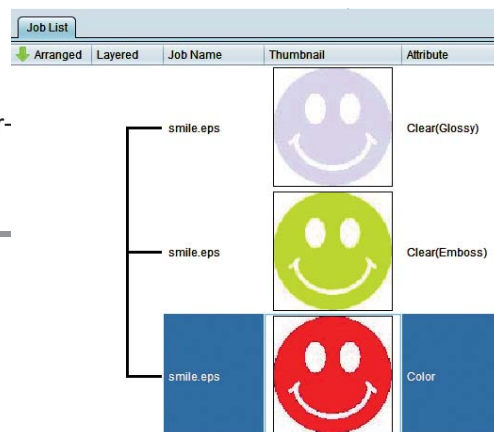 Job List
Arranged Layered Job Name Thumbnail Attribute
r-
smile.eps Clear(Glossy)
smile.eps Clear(Emboss)
smile.eps Color